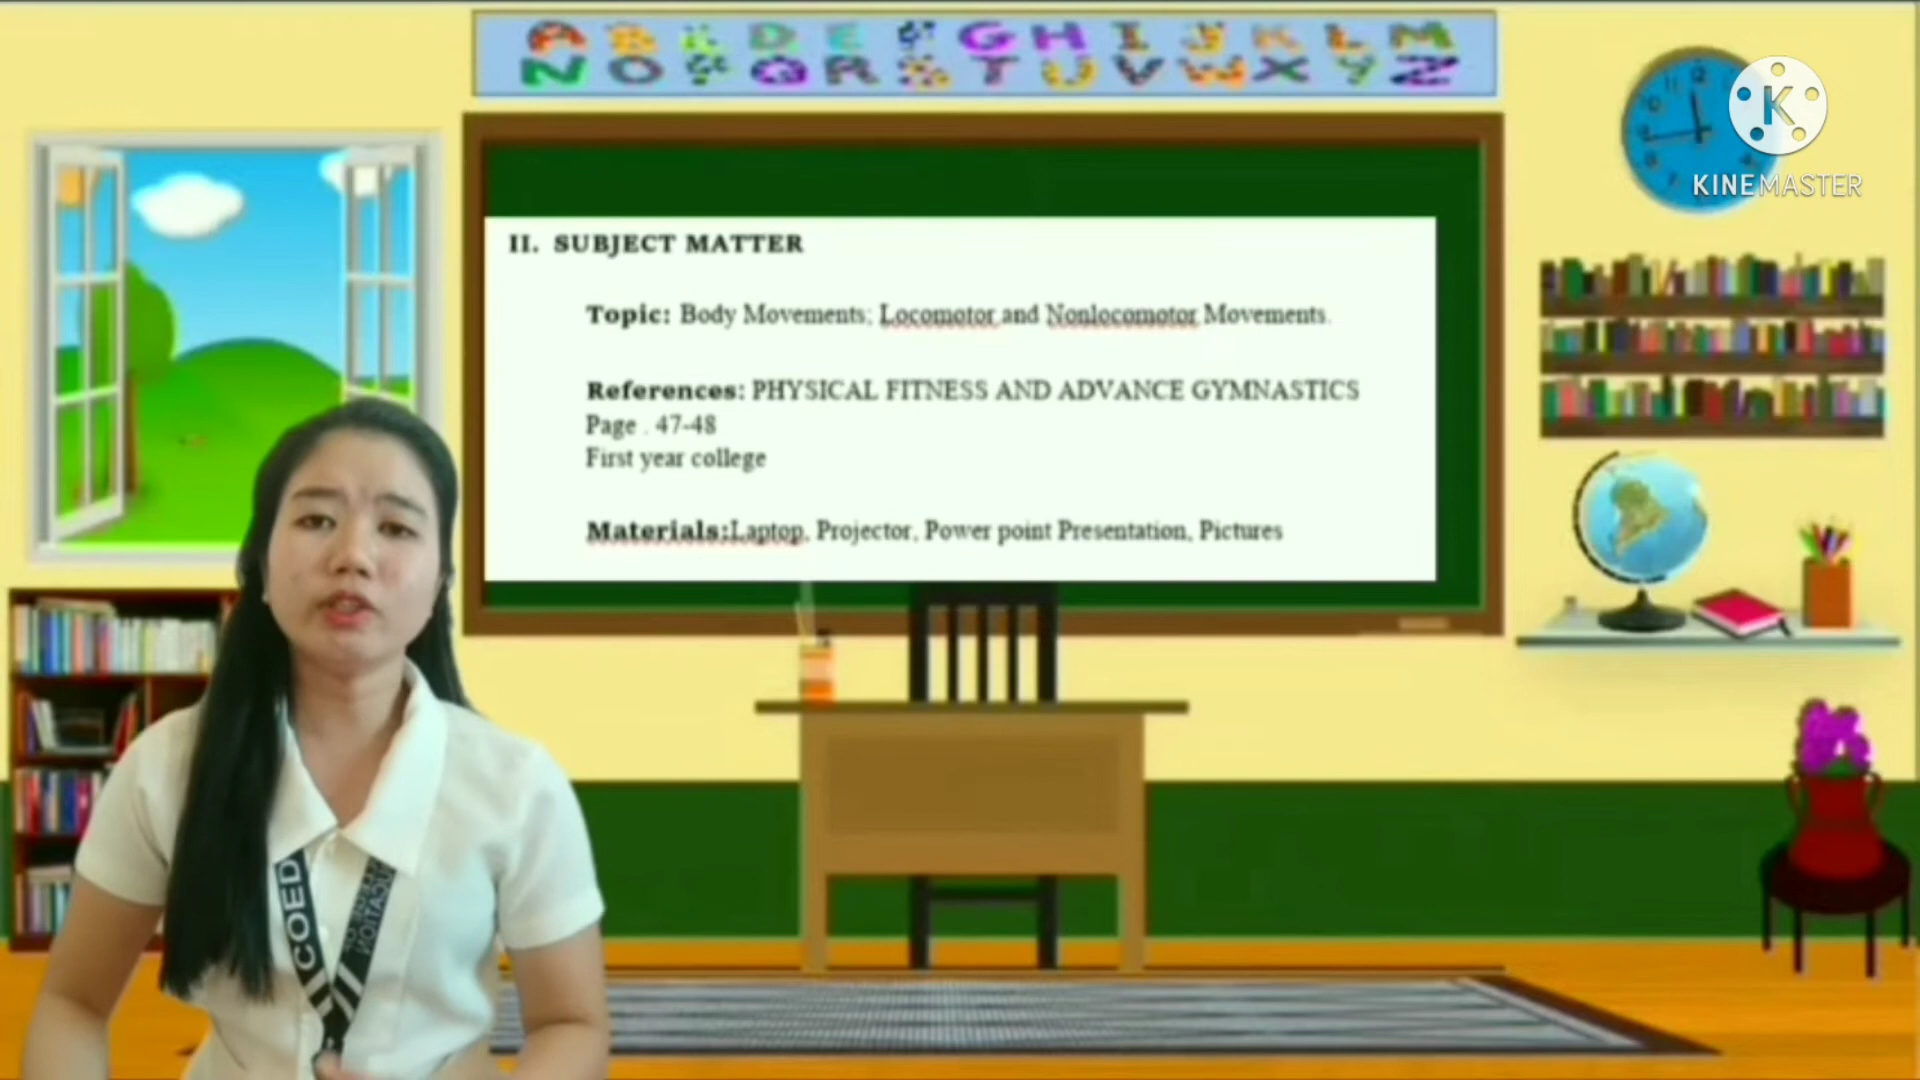 A B C D E F G H I J K L M
N O P Q R S T U V W X Y Z
K
KINEMASTER
II. SUBJECT MATTER
Topic: Body Movements; Locomotor and Nonlocomotor Movements.
References: PHYSICAL FITNESS AND ADVANCE GYMNASTICS
Page . 47-48
First year college
Materials:Laptop, Projector, Power point Presentation, Pictures
COED